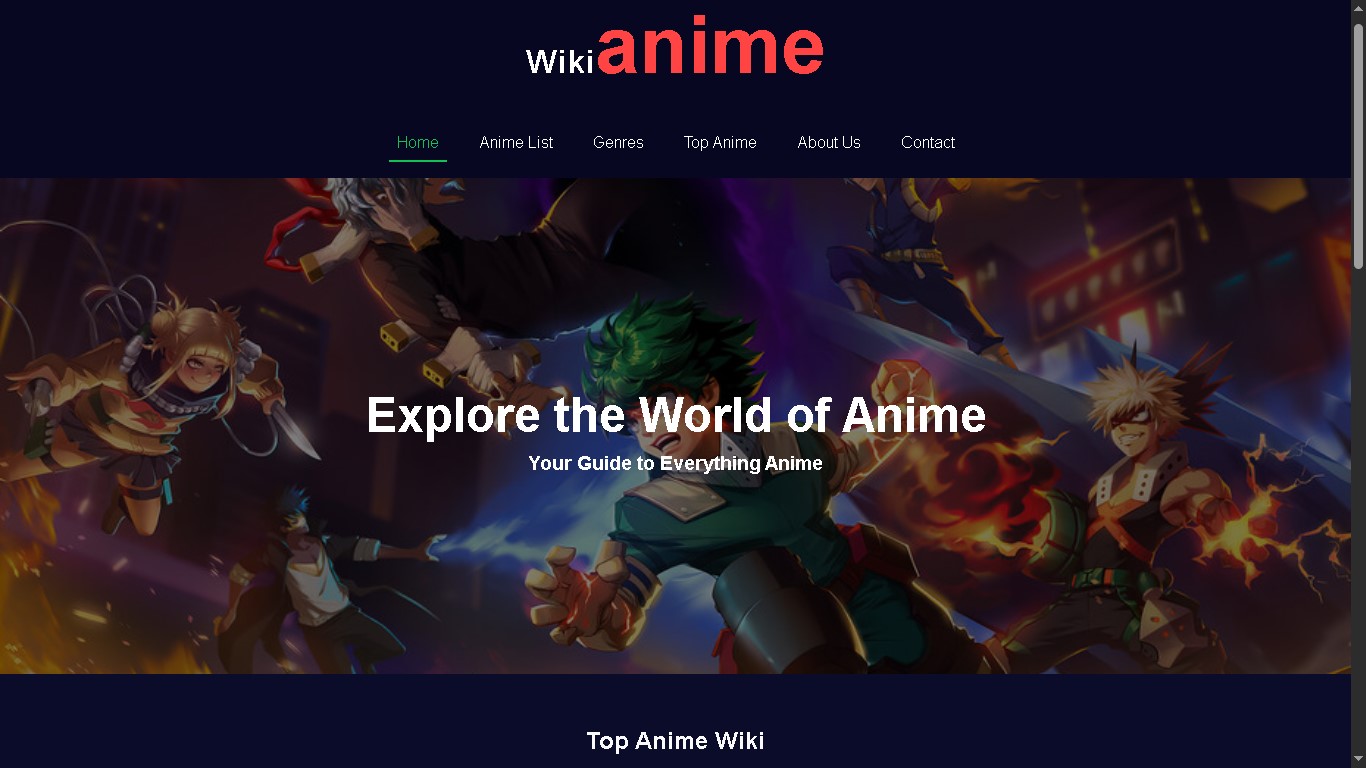 Wikianime
Home Anime List Genres Top Anime About Us Contact
Explore the World of Anime
Your Guide to Everything Anime
Top Anime Wiki